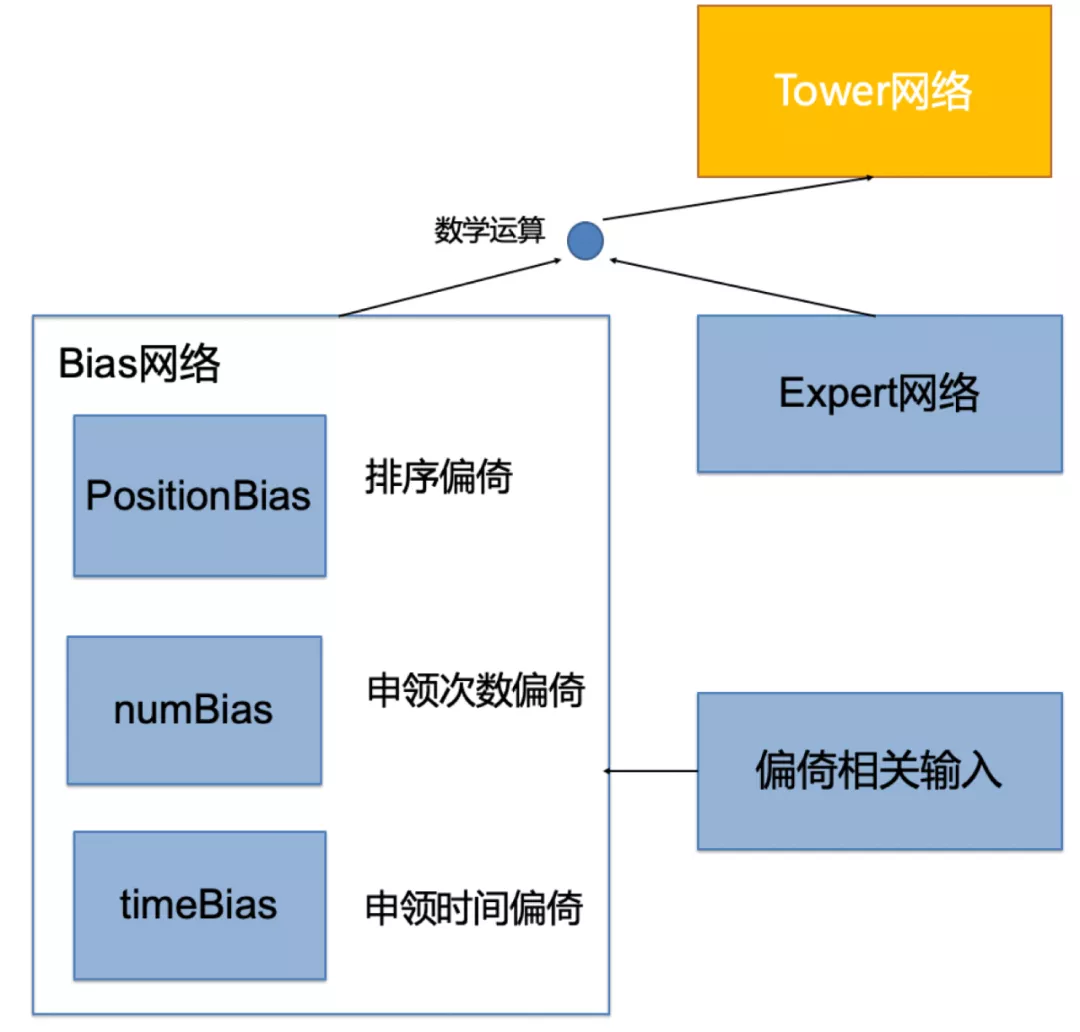 Tower网络
数学运算
Bias网络
Expert网络
PositionBias
排序偏倚
numBias
申领次数偏倚
偏倚相关输入
timeBias
申领时间偏倚